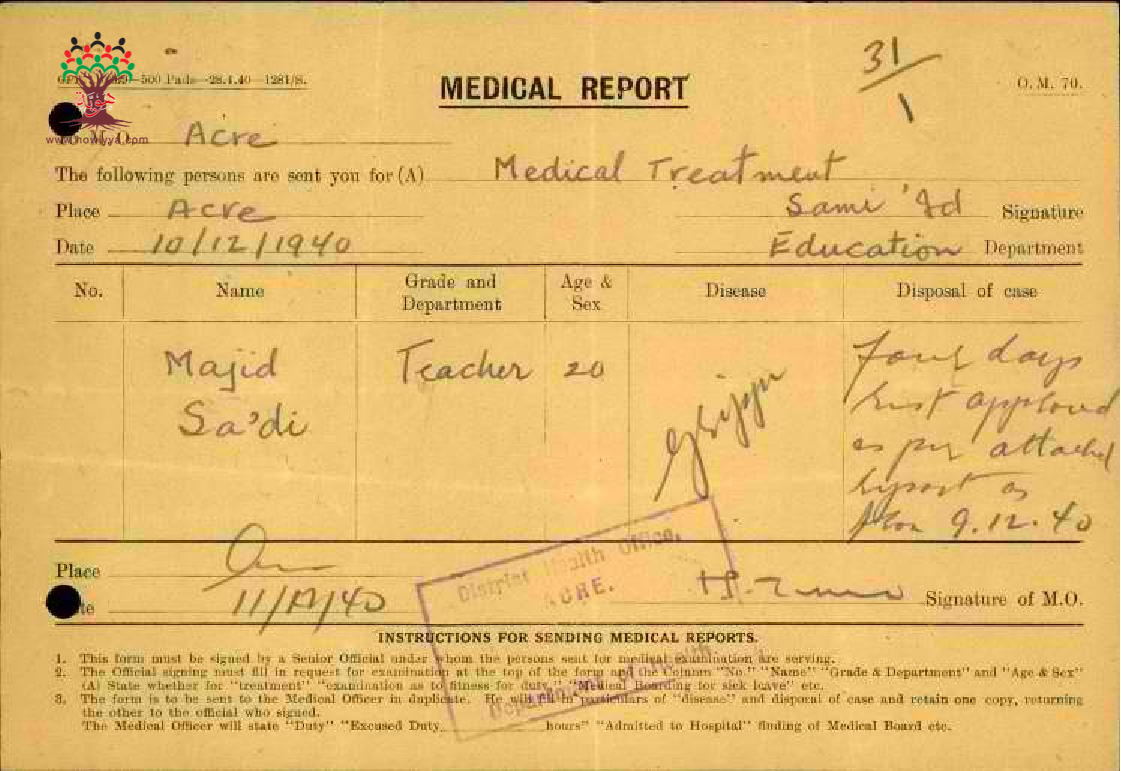 500 Pads—28.4.40—1281/S.
MEDICAL REPORT
31/1
O.M. 70.
M.O. Acre
www.howiyya.com
The following persons are sent you for (A) Medical Treatment
Place Acre
Sami 'Id Signature
Date 10/12/1940
Education Department
No. Name Grade and Department Age & Sex Disease Disposal of case
Majid Sa'di Teacher 20
Four days
rest approved
as per attached
report as
from 9.12.40
Place
11/12/40
District Health Office,
ACRE.
Department of Health
Signature of M.O.
INSTRUCTIONS FOR SENDING MEDICAL REPORTS.
1. This form must be signed by a Senior Official under whom the persons sent for medical examination are serving.
2. The Official signing must fill in request for examination at the top of the form and the Column "No." "Name" "Grade & Department" and "Age & Sex"
(A) State whether for "treatment" "examination as to fitness for duty" "Medical Boarding for sick leave" etc.
3. The form is to be sent to the Medical Officer in duplicate. He will fill in particulars of "disease" and disposal of case and retain one copy, returning
the other to the official who signed.
The Medical Officer will state "Duty" "Excused Duty hours" "Admitted to Hospital" finding of Medical Board etc.